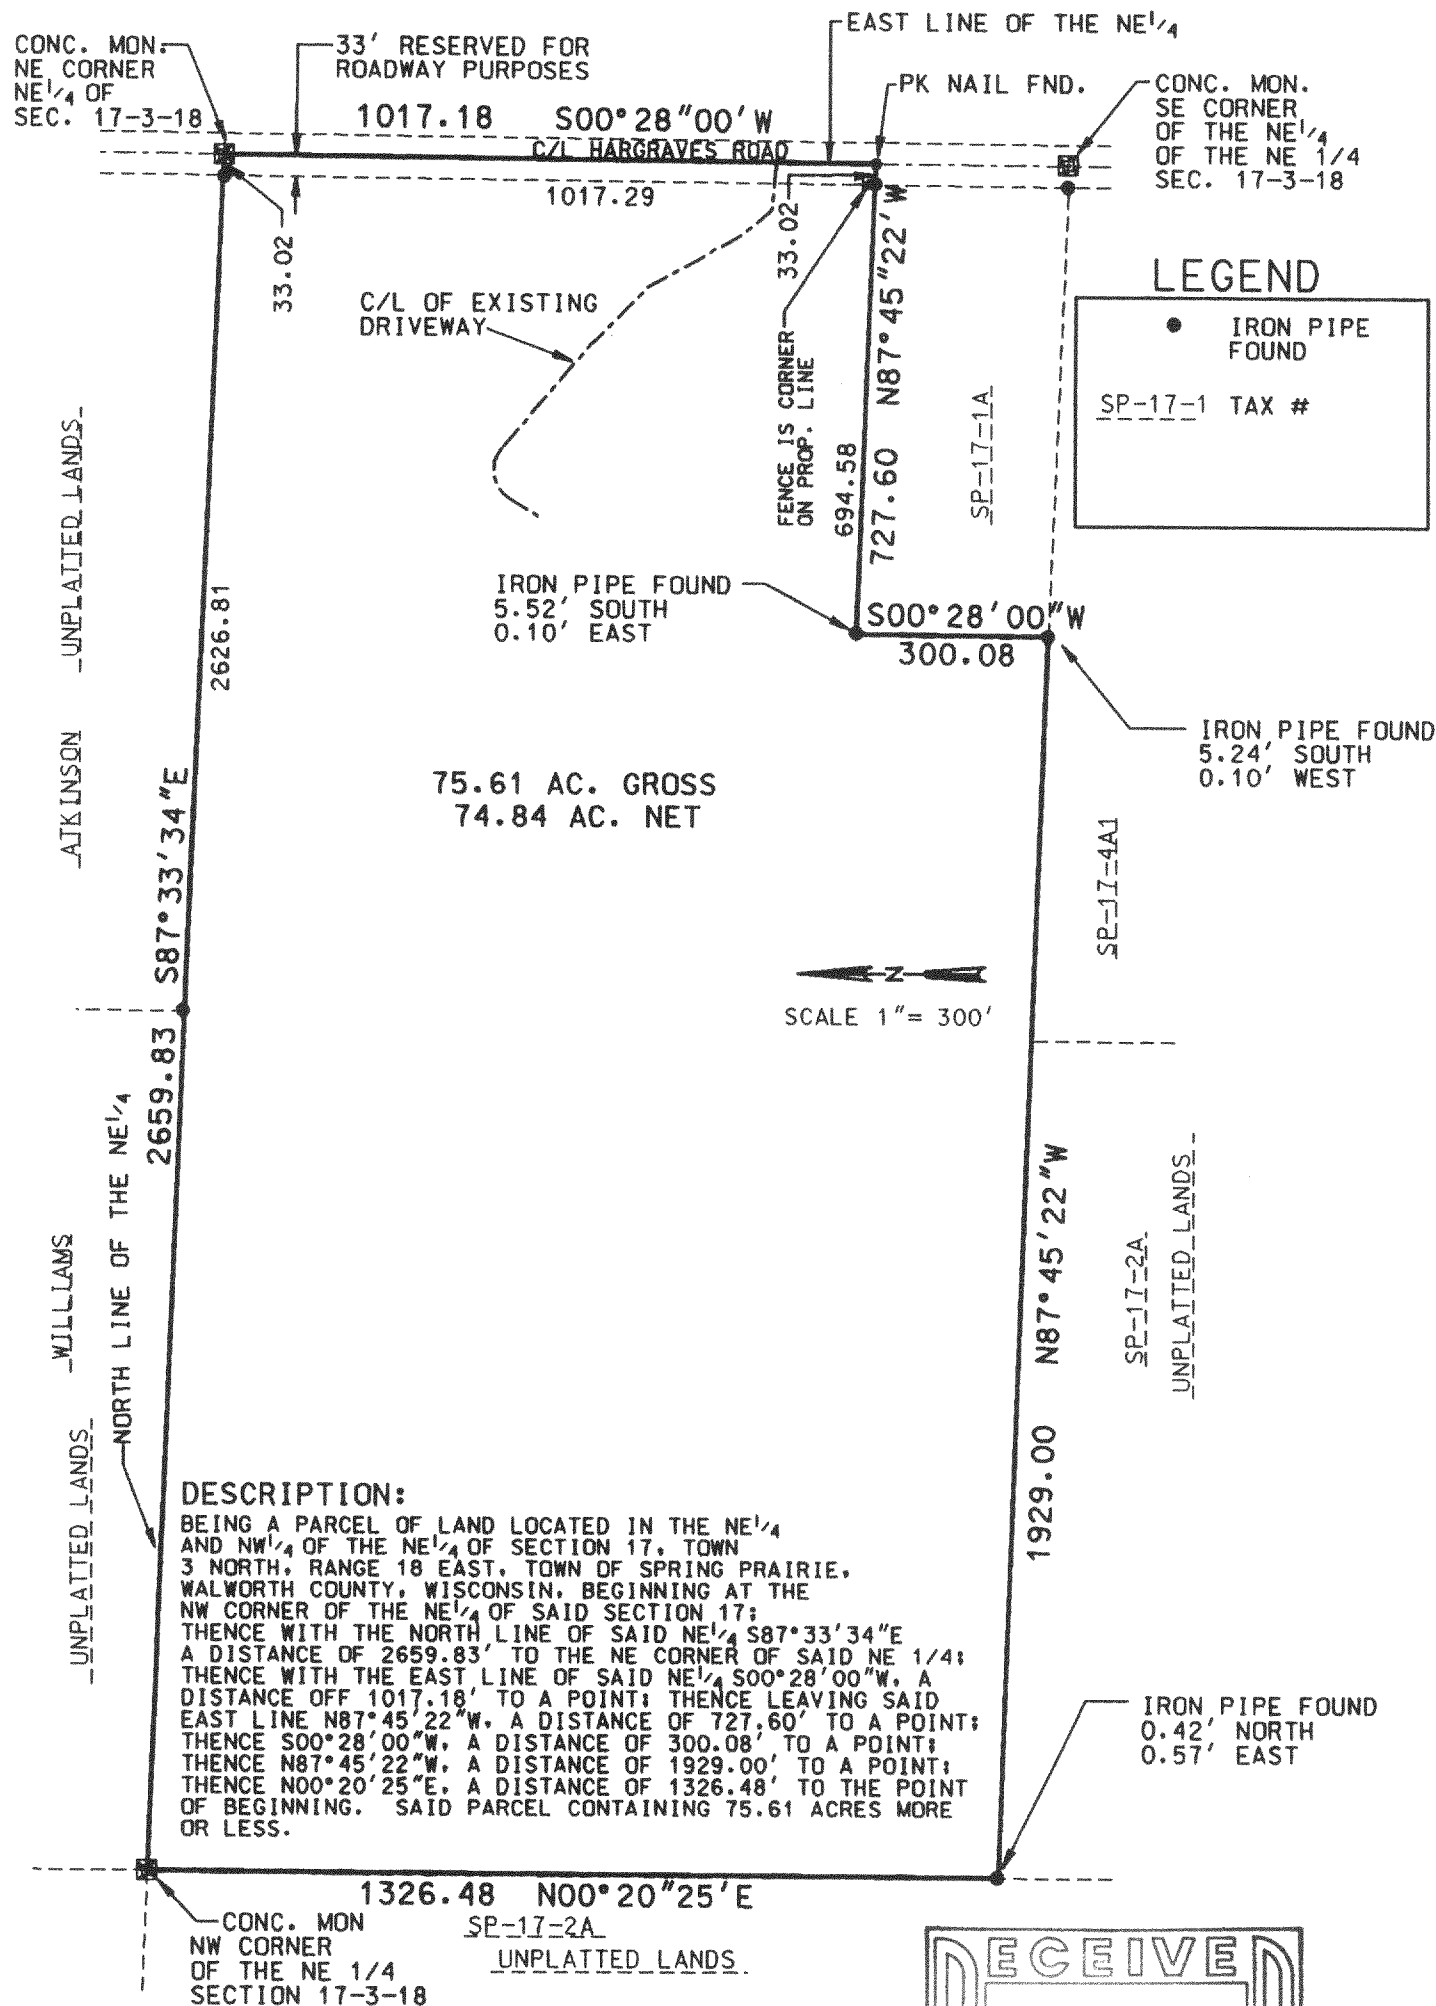 EAST LINE OF THE NE1/4
CONC. MON.
NE CORNER
NE1/4 OF
SEC. 17-3-18
33' RESERVED FOR
ROADWAY PURPOSES
1017.18 S00°28"00'W
C/L HARGRAVES ROAD
PK NAIL FND.
CONC. MON.
SE CORNER
OF THE NE1/4
OF THE NE 1/4
SEC. 17-3-18
1017.29
33.02
33.02
C/L OF EXISTING
DRIVEWAY
FENCE IS CORNER
ON PROP. LINE
694.58
727.60 N87°45"22'W
SP-17-1A
LEGEND
IRON PIPE
FOUND
SP-17-1 TAX #
UNPLATTED LANDS
ATKINSON
2626.81
IRON PIPE FOUND
5.52' SOUTH
0.10' EAST
S00°28'00"W
300.08
IRON PIPE FOUND
5.24' SOUTH
0.10' WEST
75.61 AC. GROSS
74.84 AC. NET
SP-17-4A1
S87°33'34"E
2659.83
Z
SCALE 1"= 300'
NORTH LINE OF THE NE1/4
WILLIAMS
UNPLATTED LANDS
1929.00 N87°45'22"W
SP-17-2A
UNPLATTED LANDS
DESCRIPTION:
BEING A PARCEL OF LAND LOCATED IN THE NE1/4
AND NW1/4 OF THE NE1/4 OF SECTION 17, TOWN
3 NORTH, RANGE 18 EAST, TOWN OF SPRING PRAIRIE,
WALWORTH COUNTY, WISCONSIN. BEGINNING AT THE
NW CORNER OF THE NE1/4 OF SAID SECTION 17;
THENCE WITH THE NORTH LINE OF SAID NE1/4 S87°33'34"E
A DISTANCE OF 2659.83' TO THE NE CORNER OF SAID NE 1/4;
THENCE WITH THE EAST LINE OF SAID NE1/4 S00°28'00"W, A
DISTANCE OFF 1017.18' TO A POINT; THENCE LEAVING SAID
EAST LINE N87°45'22"W, A DISTANCE OF 727.60' TO A POINT;
THENCE S00°28'00"W, A DISTANCE OF 300.08' TO A POINT;
THENCE N87°45'22"W, A DISTANCE OF 1929.00' TO A POINT;
THENCE N00°20'25"E, A DISTANCE OF 1326.48' TO THE POINT
OF BEGINNING. SAID PARCEL CONTAINING 75.61 ACRES MORE
OR LESS.
IRON PIPE FOUND
0.42' NORTH
0.57' EAST
1326.48 N00°20"25'E
CONC. MON
NW CORNER
OF THE NE 1/4
SECTION 17-3-18
SP-17-2A
UNPLATTED LANDS
ECEIVE